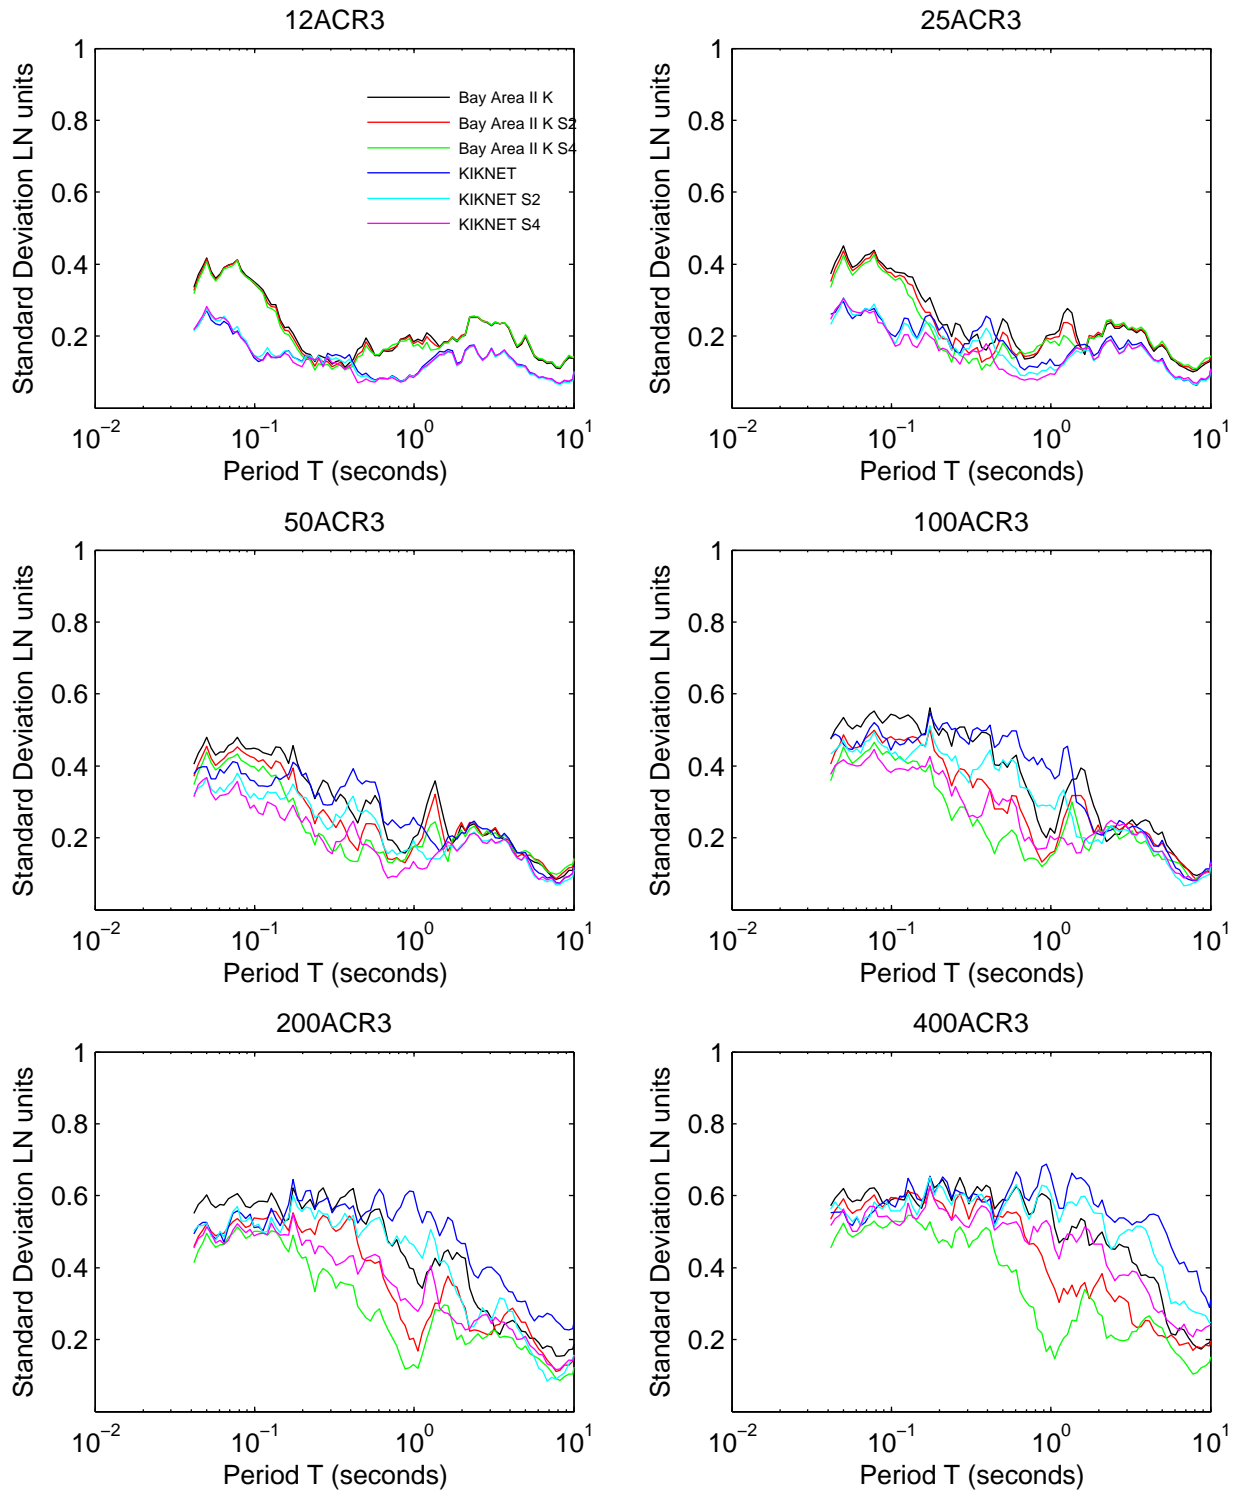 12ACR3
25ACR3
Standard Deviation LN units
1
0.8
0.6
0.4
0.2
Bay Area II K
Bay Area II K S2
Bay Area II K S4
KIKNET
KIKNET S2
KIKNET S4
10−2
10−1
100
101
Period T (seconds)
Standard Deviation LN units
1
0.8
0.6
0.4
0.2
10−2
10−1
100
101
Period T (seconds)
50ACR3
100ACR3
Standard Deviation LN units
1
0.8
0.6
0.4
0.2
10−2
10−1
100
101
Period T (seconds)
Standard Deviation LN units
1
0.8
0.6
0.4
0.2
10−2
10−1
100
101
Period T (seconds)
200ACR3
400ACR3
Standard Deviation LN units
1
0.8
0.6
0.4
0.2
10−2
10−1
100
101
Period T (seconds)
Standard Deviation LN units
1
0.8
0.6
0.4
0.2
10−2
10−1
100
101
Period T (seconds)